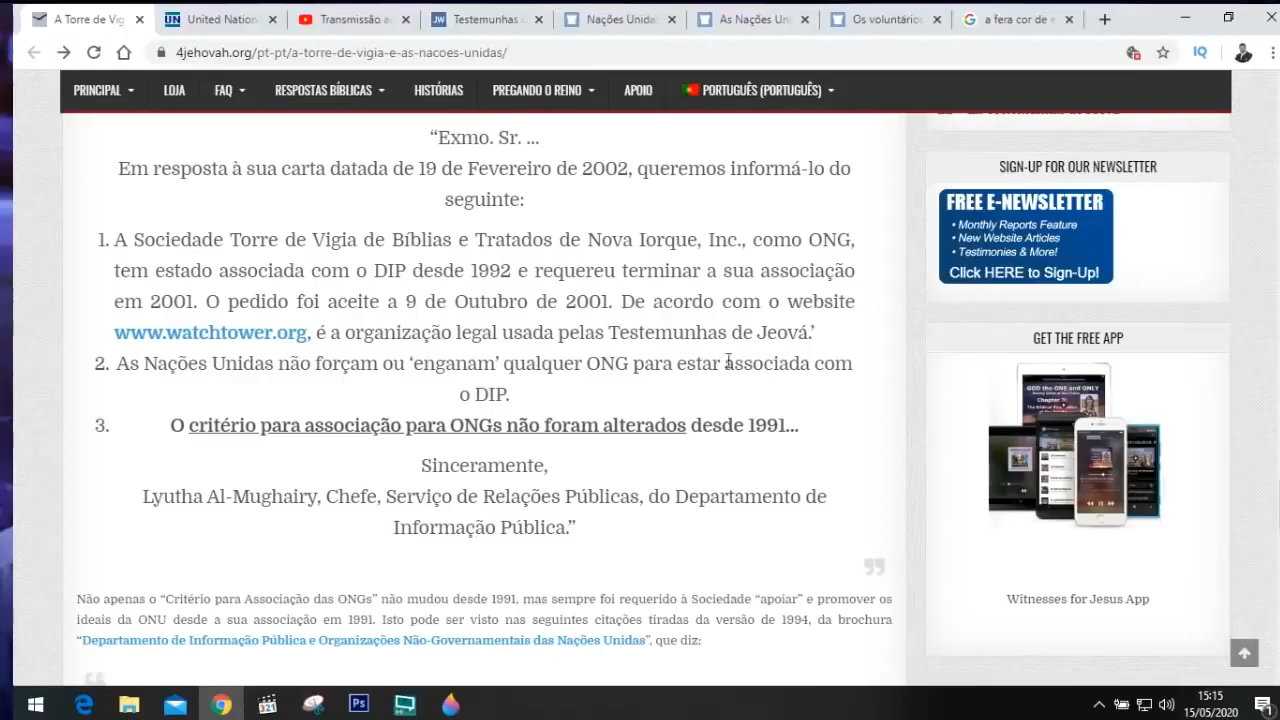 A Torre de Vig
United Nation
Transmissão a
Testemunhas
Nações Unida
As Nações Un
Os voluntário
a fera cor de e
4jehovah.org/pt-pt/a-torre-de-vigia-e-as-nacoes-unidas/
IQ
PRINCIPAL
LOJA
FAQ
RESPOSTAS BÍBLICAS
HISTÓRIAS
PREGANDO O REINO
APOIO
PORTUGUÊS (PORTUGUÊS)
“Exmo. Sr. ...
Em resposta à sua carta datada de 19 de Fevereiro de 2002, queremos informá-lo do
seguinte:
1. A Sociedade Torre de Vigia de Bíblias e Tratados de Nova Iorque, Inc., como ONG,
tem estado associada com o DIP desde 1992 e requereu terminar a sua associação
em 2001. O pedido foi aceite a 9 de Outubro de 2001. De acordo com o website
www.watchtower.org, é a organização legal usada pelas Testemunhas de Jeová.’
2. As Nações Unidas não forçam ou ‘enganam’ qualquer ONG para estar associada com
o DIP.
3. O critério para associação para ONGs não foram alterados desde 1991...
Sinceramente,
Lyutha Al-Mughairy, Chefe, Serviço de Relações Públicas, do Departamento de
Informação Pública.”
Não apenas o “Critério para Associação das ONGs” não mudou desde 1991, mas sempre foi requerido à Sociedade “apoiar” e promover os
ideais da ONU desde a sua associação em 1991. Isto pode ser visto nas seguintes citações tiradas da versão de 1994, da brochura
“Departamento de Informação Pública e Organizações Não-Governamentais das Nações Unidas”, que diz:
SIGN-UP FOR OUR NEWSLETTER
FREE E-NEWSLETTER
• Monthly Reports Feature
• New Website Articles
• Testimonies & More!
Click HERE to Sign-Up!
GET THE FREE APP
GOD the ONE and ONLY
Witnesses for Jesus App
15:15
15/05/2020